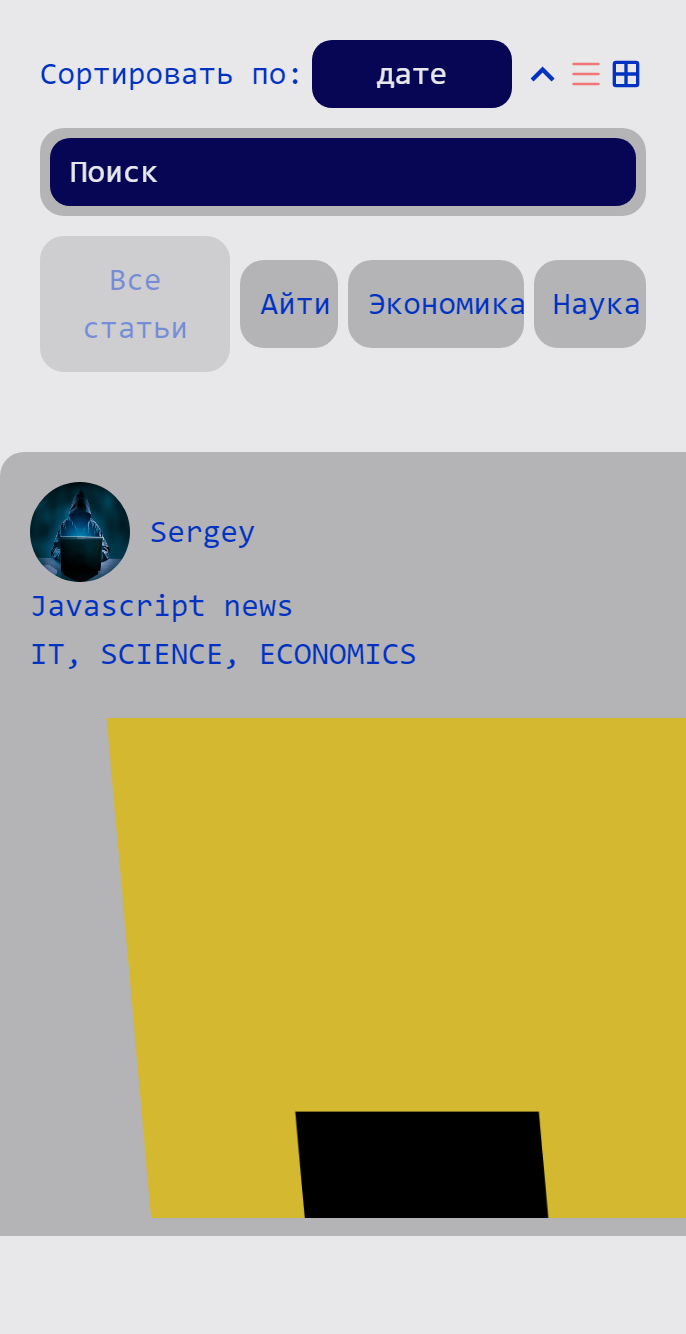 Сортировать по: дате
Поиск
Все
статьи
Айти
Экономика
Наука
Sergey
Javascript news
IT, SCIENCE, ECONOMICS